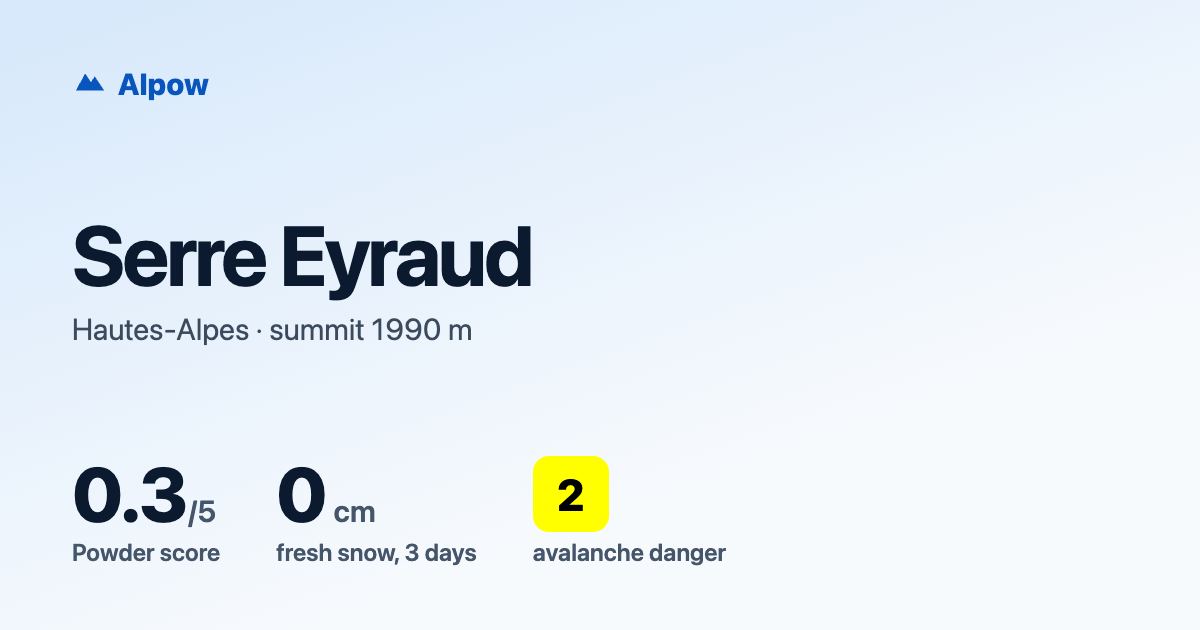 Alpow
Serre Eyraud
Hautes-Alpes · summit 1990 m
0.3/5
Powder score
0 cm
fresh snow, 3 days
2
avalanche danger